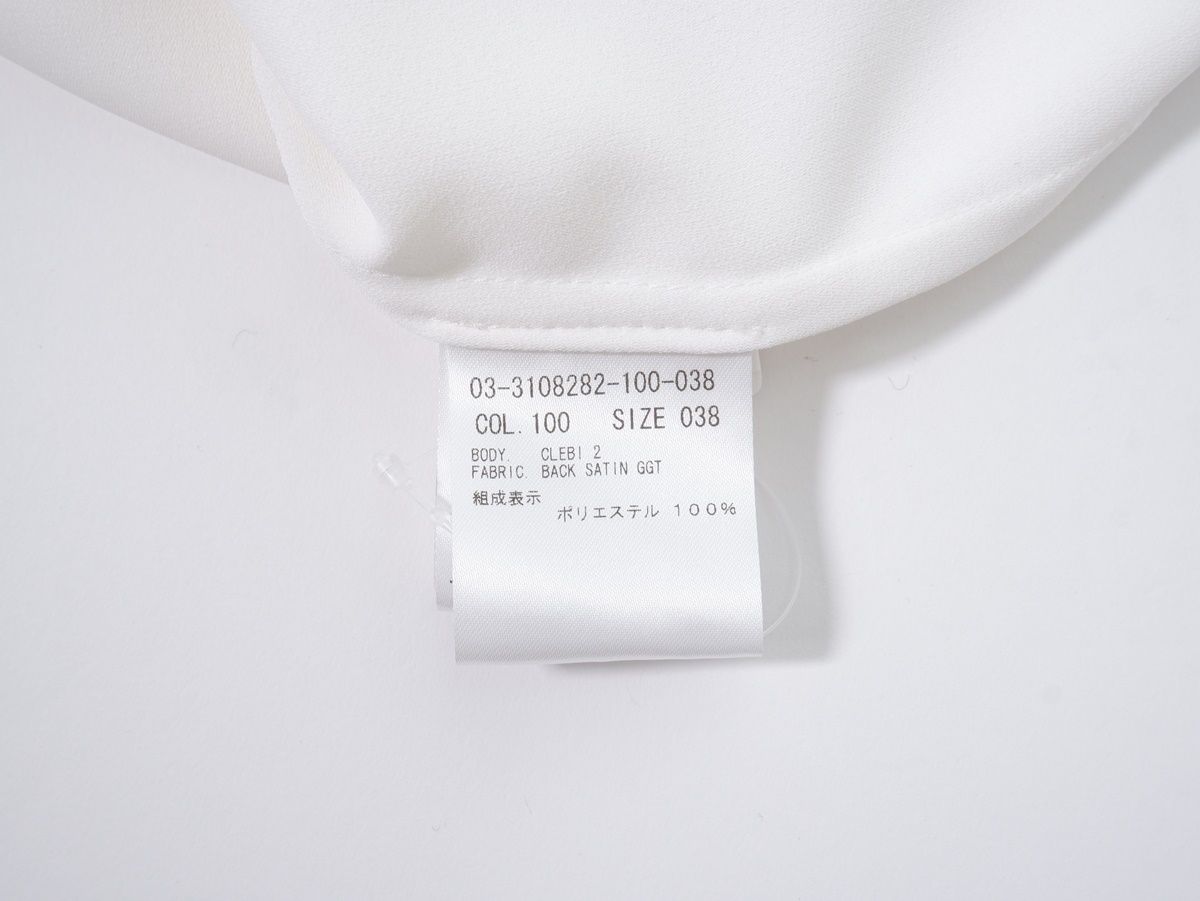 03-3108282-100-038
COL. 100 SIZE 038
BODY. CLEBI 2
FABRIC. BACK SATIN GGT
組成表示
ポリエステル 100%